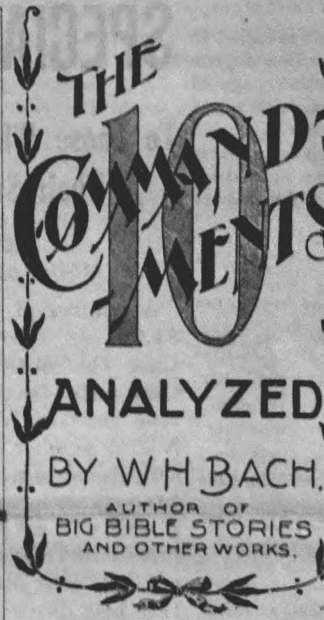 THE
10
COMMAND-
MENTS
ANALYZED
BY W H BACH.
AUTHOR OF
BIG BIBLE STORIES
AND OTHER WORKS.